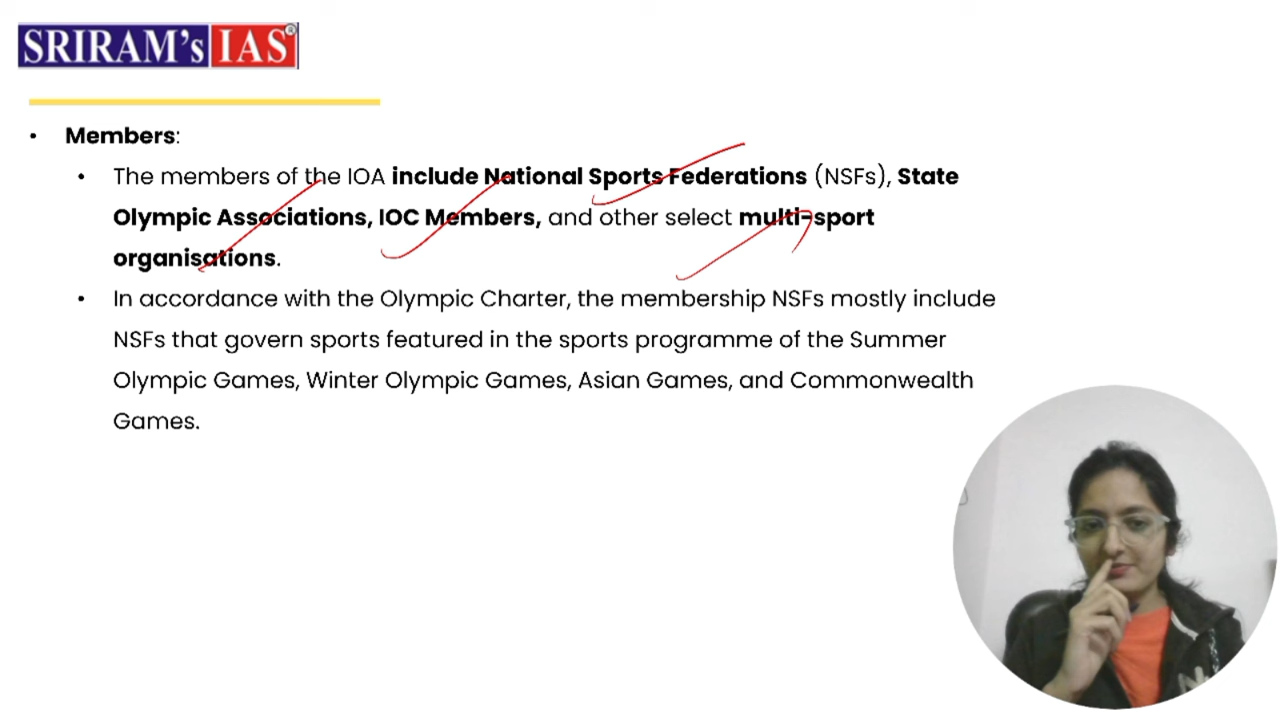 SRIRAM's IAS®
• Members:
• The members of the IOA include National Sports Federations (NSFs), State
Olympic Associations, IOC Members, and other select multi-sport
organisations.
• In accordance with the Olympic Charter, the membership NSFs mostly include
NSFs that govern sports featured in the sports programme of the Summer
Olympic Games, Winter Olympic Games, Asian Games, and Commonwealth
Games.